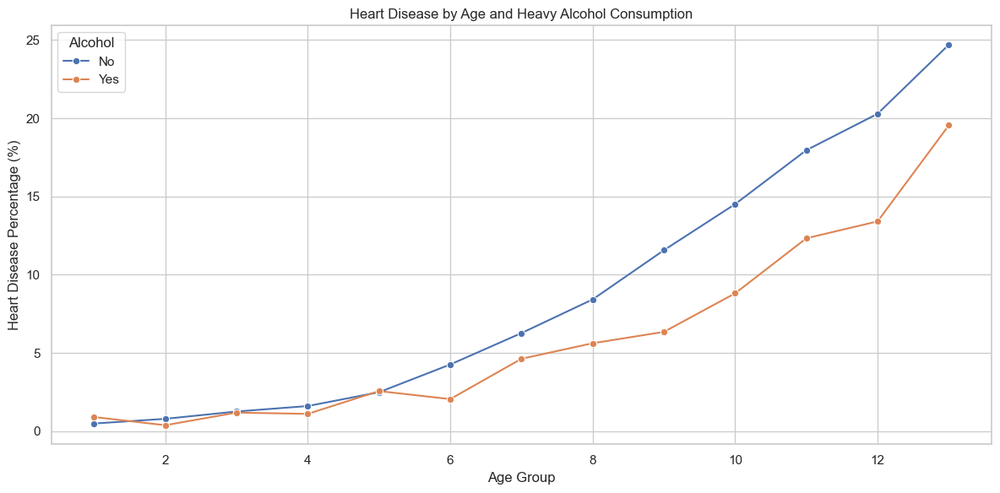 Heart Disease by Age and Heavy Alcohol Consumption
Alcohol
No
Yes
Heart Disease Percentage (%)
25
20
15
10
5
0
2 4 6 8 10 12
Age Group